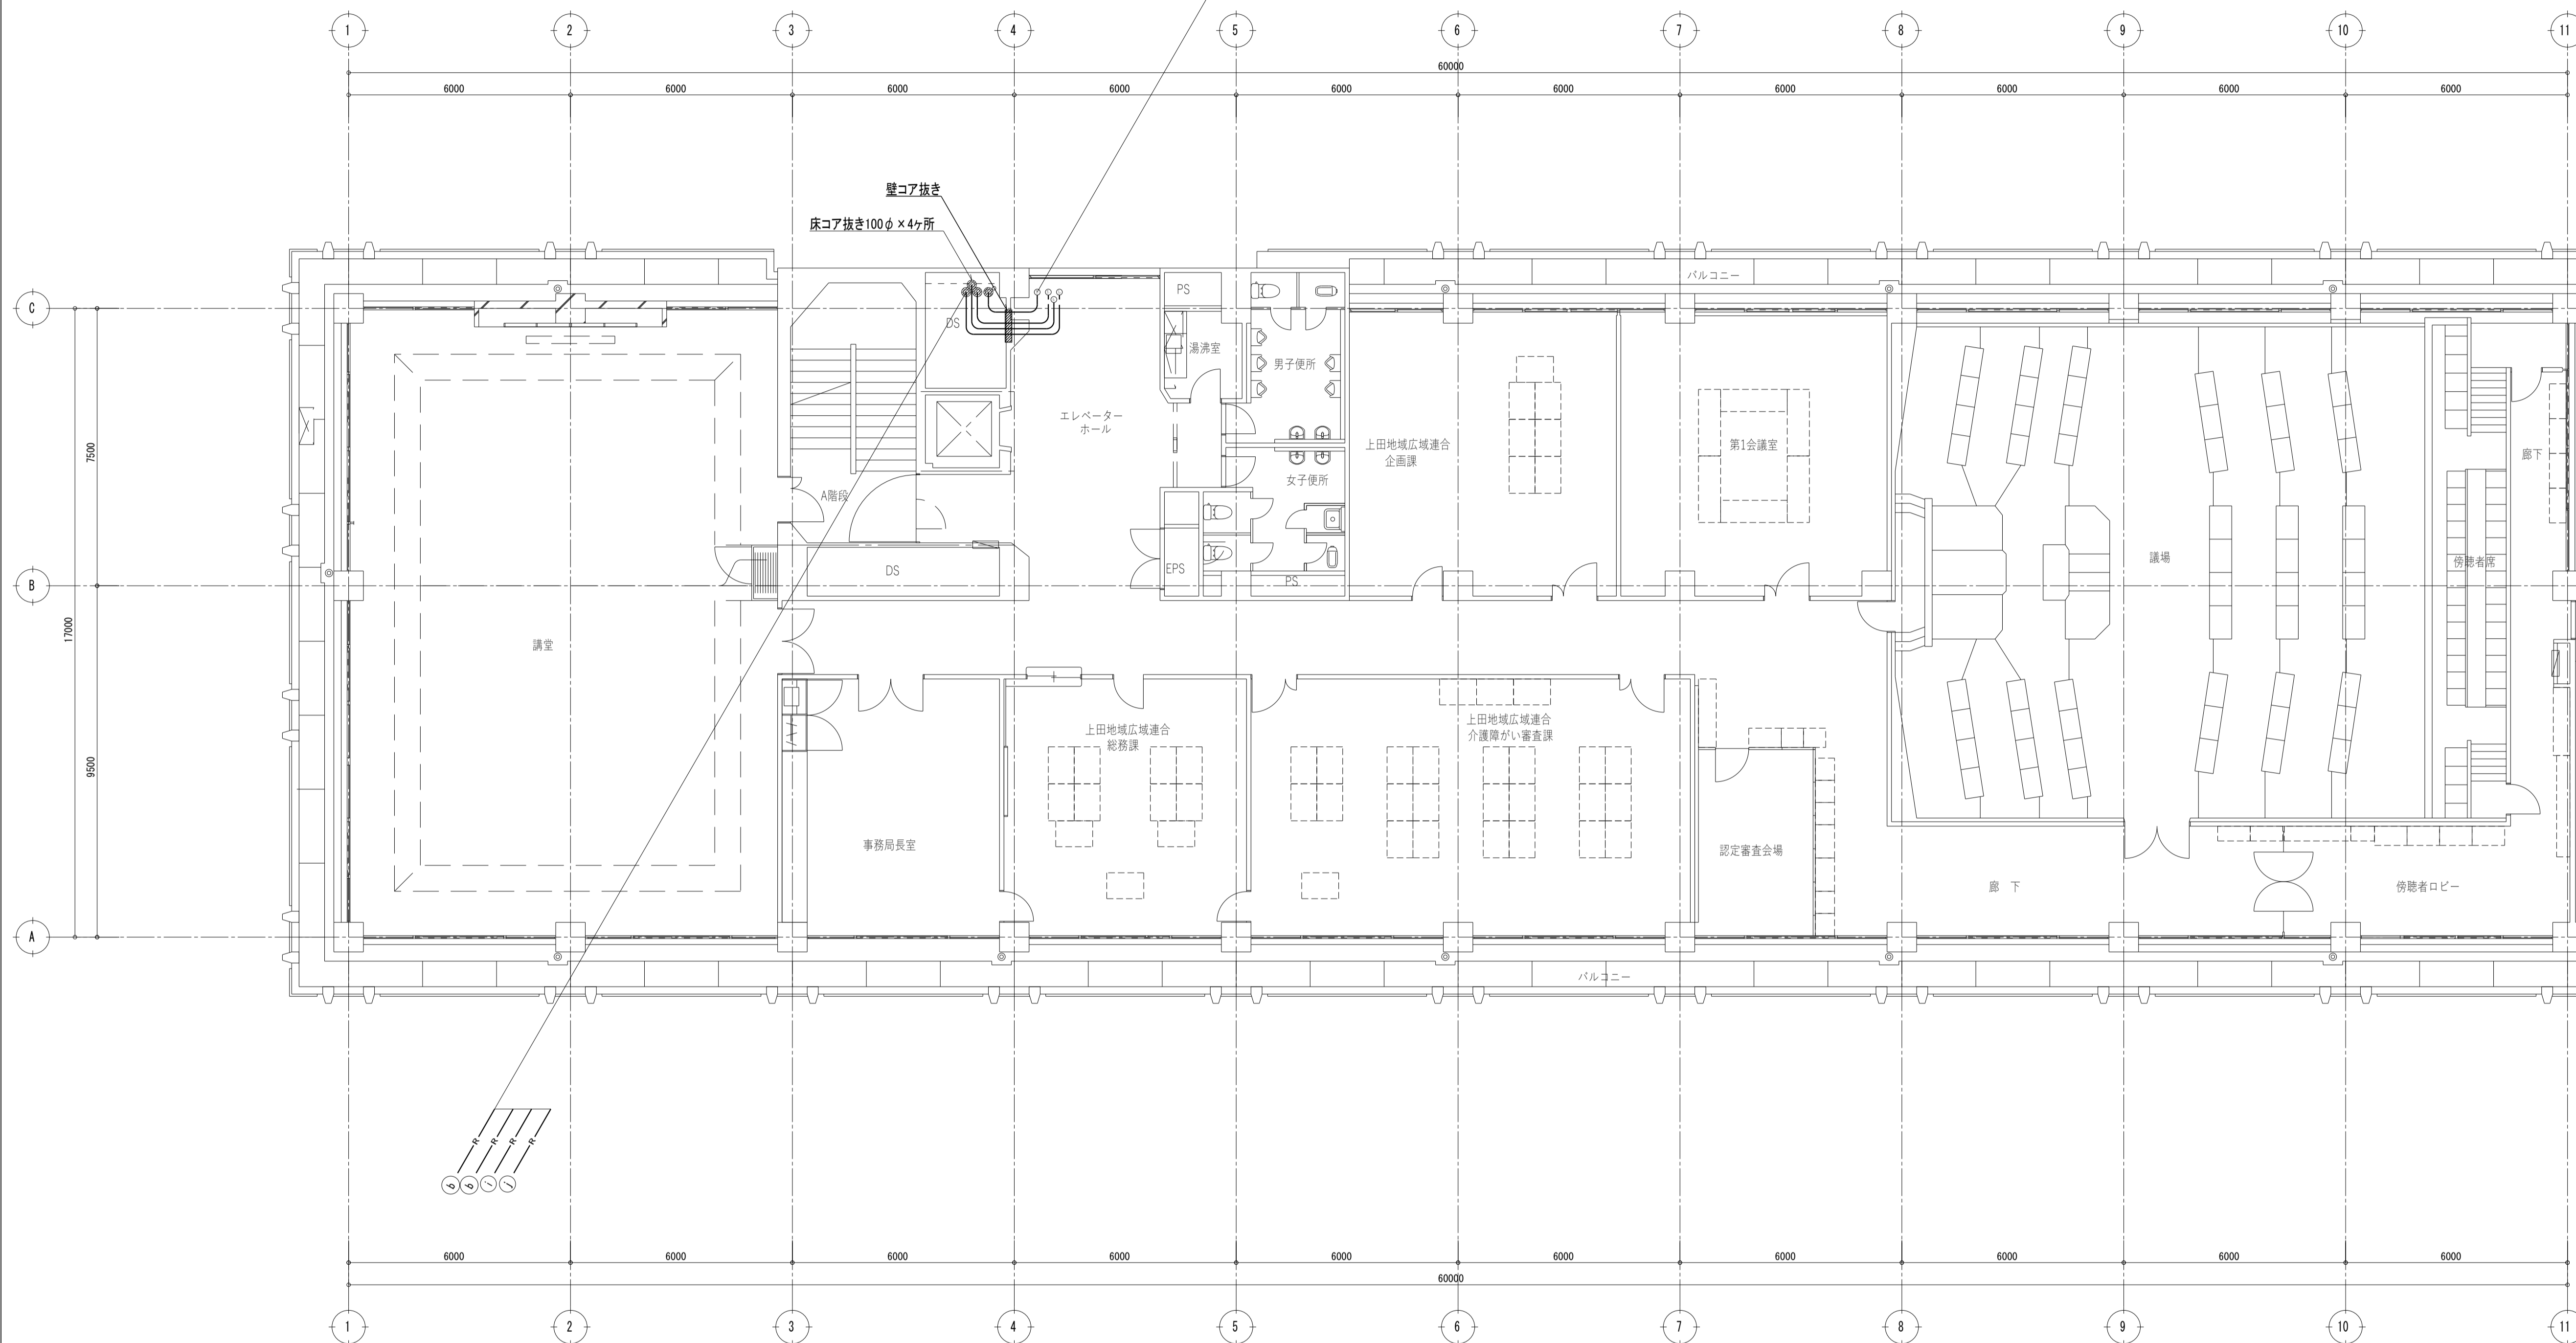 1 2 3 4 5 6 7 8 9 10 11
60000
6000 6000 6000 6000 6000 6000 6000 6000 6000 6000
壁コア抜き
床コア抜き100φ×4ヶ所
バルコニー
C
PS
DS
湯沸室
男子便所
エレベーター
ホール
上田地域広域連合
企画課
第1会議室
7500
廊下
女子便所
A階段
議場
傍聴者席
DS
EPS
PS
B
17000
講堂
上田地域広域連合
総務課
上田地域広域連合
介護障がい審査課
9500
事務局長室
認定審査会場
廊 下
傍聴者ロビー
A
バルコニー
R R R R
b b i j
6000 6000 6000 6000 6000 6000 6000 6000 6000 6000
60000
1 2 3 4 5 6 7 8 9 10 11